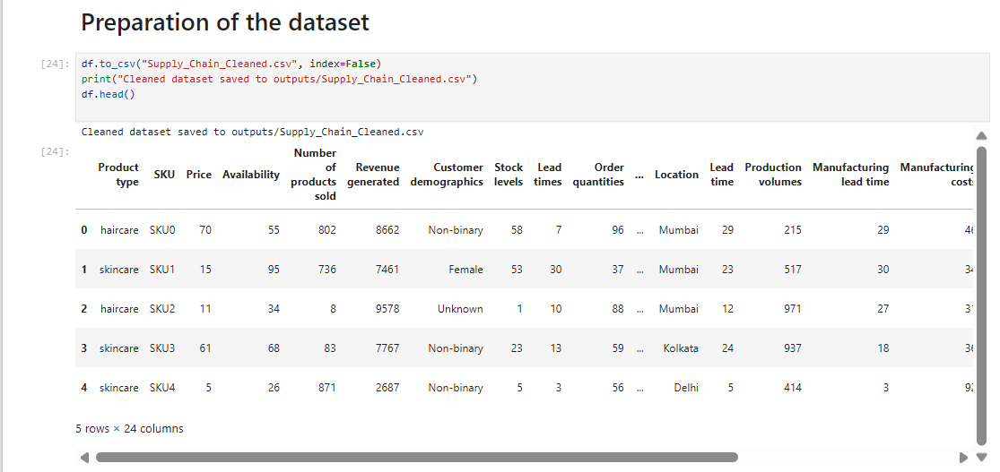 Preparation of the dataset
[24]: df.to_csv("Supply_Chain_Cleaned.csv", index=False)
print("Cleaned dataset saved to outputs/Supply_Chain_Cleaned.csv")
df.head()
Cleaned dataset saved to outputs/Supply_Chain_Cleaned.csv
[24]:
Product type SKU Price Availability Number of products sold Revenue generated Customer demographics Stock levels Lead times Order quantities ... Location Lead time Production volumes Manufacturing lead time Manufacturing
0 haircare SKU0 70 55 802 8662 Non-binary 58 7 96 ... Mumbai 29 215 29
1 skincare SKU1 15 95 736 7461 Female 53 30 37 ... Mumbai 23 517 30
2 haircare SKU2 11 34 8 9578 Unknown 1 10 88 ... Mumbai 12 971 27
3 skincare SKU3 61 68 83 7767 Non-binary 23 13 59 ... Kolkata 24 937 18
4 skincare SKU4 5 26 871 2687 Non-binary 5 3 56 ... Delhi 5 414 3
5 rows × 24 columns